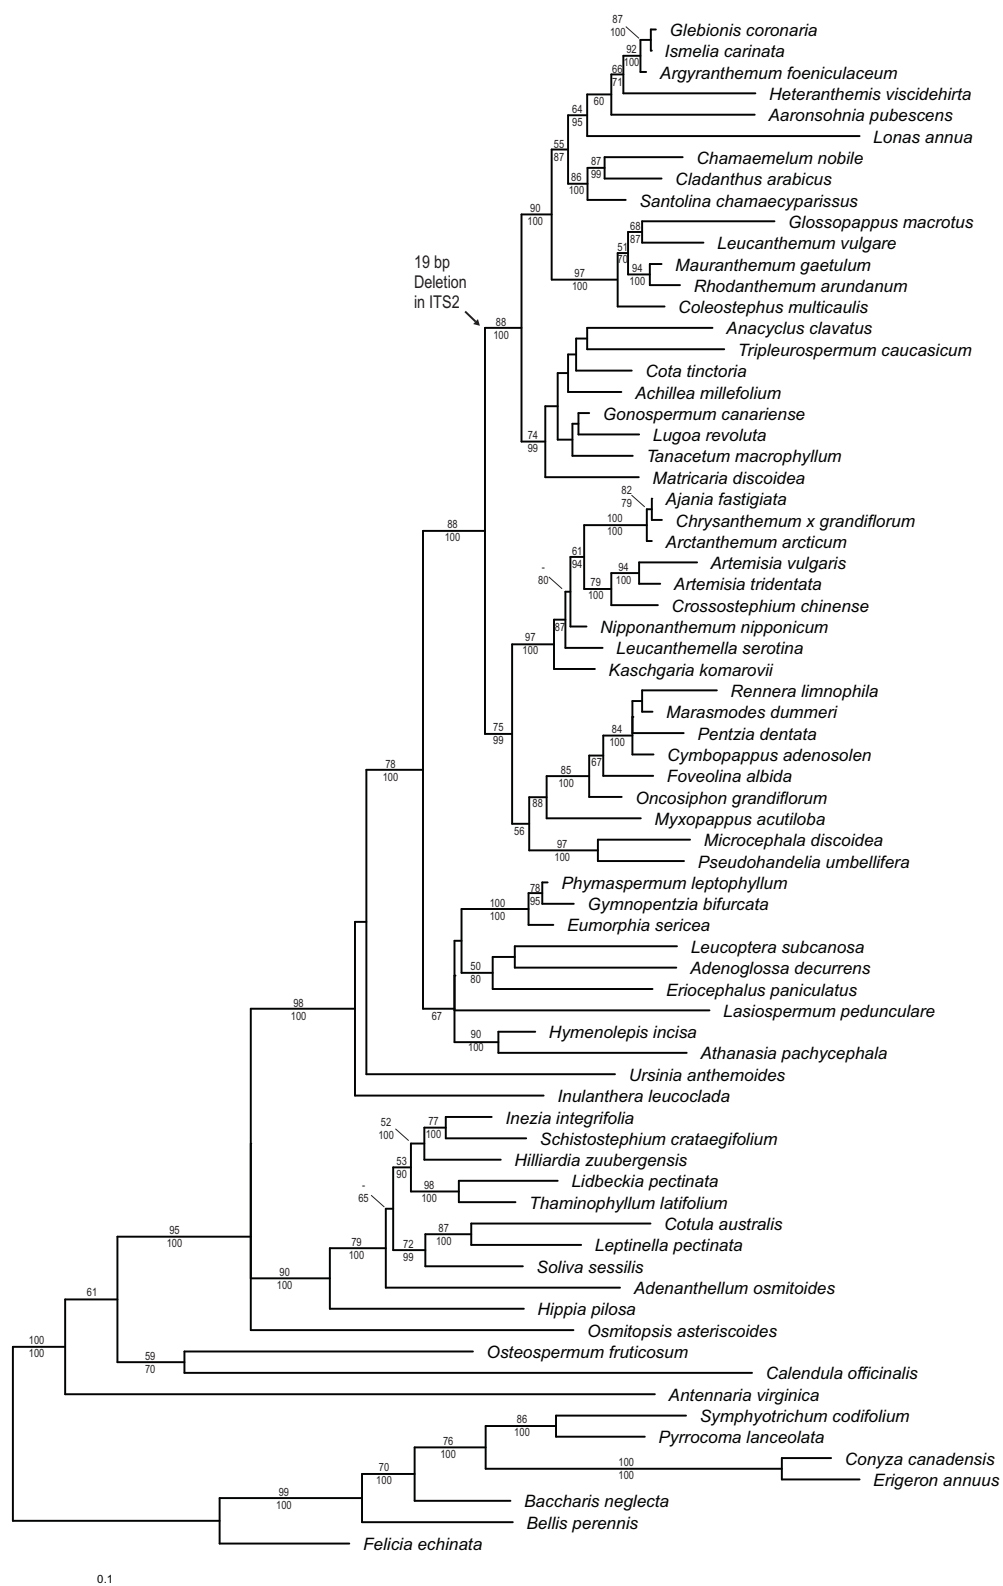 87
100
Glebionis coronaria
Ismelia carinata
92
100
Argyranthemum foeniculaceum
66
71
Heteranthemis viscidehirta
60
Aaronsohnia pubescens
64
95
Lonas annua
55
87
Chamaemelum nobile
87
99
Cladanthus arabicus
86
100
Santolina chamaecyparissus
90
100
Glossopappus macrotus
68
87
Leucanthemum vulgare
51
70
Mauranthemum gaetulum
94
100
Rhodanthemum arundanum
97
100
Coleostephus multicaulis
19 bp
Deletion
in ITS2
88
100
Anacyclus clavatus
Tripleurospermum caucasicum
Cota tinctoria
Achillea millefolium
Gonospermum canariense
Lugoa revoluta
74
99
Tanacetum macrophyllum
Matricaria discoidea
82
79
Ajania fastigiata
Chrysanthemum x grandiflorum
100
100
Arctanthemum arcticum
88
100
61
94
Artemisia vulgaris
94
100
Artemisia tridentata
-
80
79
100
Crossostephium chinense
Nipponanthemum nipponicum
87
Leucanthemella serotina
97
100
Kaschgaria komarovii
Rennera limnophila
Marasmodes dummeri
84
100
Pentzia dentata
75
99
Cymbopappus adenosolen
67
Foveolina albida
85
100
Oncosiphon grandiflorum
88
Myxopappus acutiloba
56
Microcephala discoidea
97
100
Pseudohandelia umbellifera
78
100
Phymaspermum leptophyllum
78
95
Gymnopentzia bifurcata
100
100
Eumorphia sericea
Leucoptera subcanosa
50
80
Adenoglossa decurrens
Eriocephalus paniculatus
67
Lasiospermum pedunculare
Hymenolepis incisa
90
100
Athanasia pachycephala
98
100
Ursinia anthemoides
Inulanthera leucoclada
52
100
77
100
Inezia integrifolia
Schistostephium crataegifolium
Hilliardia zuubergensis
53
90
Lidbeckia pectinata
98
100
Thaminophyllum latifolium
-
65
Cotula australis
87
100
Leptinella pectinata
72
99
Soliva sessilis
79
100
Adenanthellum osmitoides
90
100
Hippia pilosa
95
100
Osmitopsis asteriscoides
61
Osteospermum fruticosum
59
70
Calendula officinalis
100
100
Antennaria virginica
Symphyotrichum codifolium
86
100
Pyrrocoma lanceolata
76
100
Conyza canadensis
100
100
Erigeron annuus
70
100
Baccharis neglecta
99
100
Bellis perennis
Felicia echinata
0.1